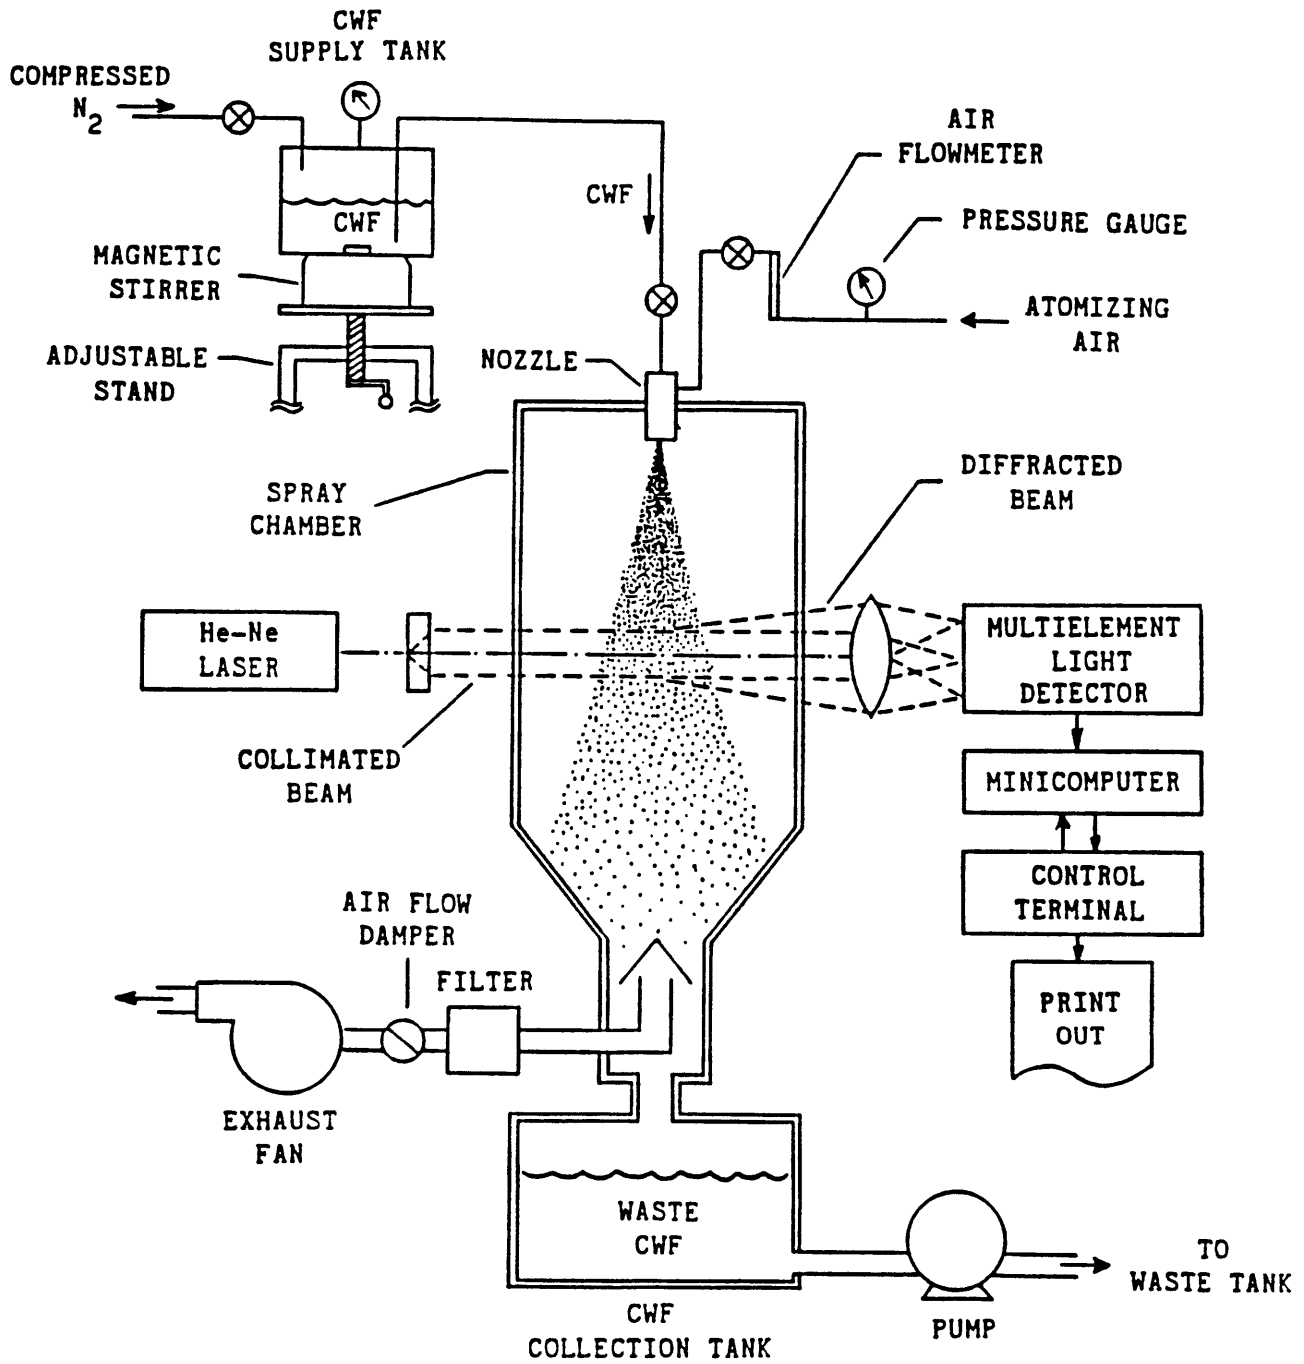 CWF
SUPPLY TANK
COMPRESSED
N2
CWF
MAGNETIC
STIRRER
ADJUSTABLE
STAND
CWF
AIR
FLOWMETER
PRESSURE GAUGE
ATOMIZING
AIR
NOZZLE
SPRAY
CHAMBER
DIFFRACTED
BEAM
He-Ne
LASER
COLLIMATED
BEAM
MULTIELEMENT
LIGHT
DETECTOR
MINICOMPUTER
CONTROL
TERMINAL
PRINT
OUT
AIR FLOW
DAMPER
FILTER
EXHAUST
FAN
WASTE
CWF
CWF
COLLECTION TANK
PUMP
TO
WASTE TANK